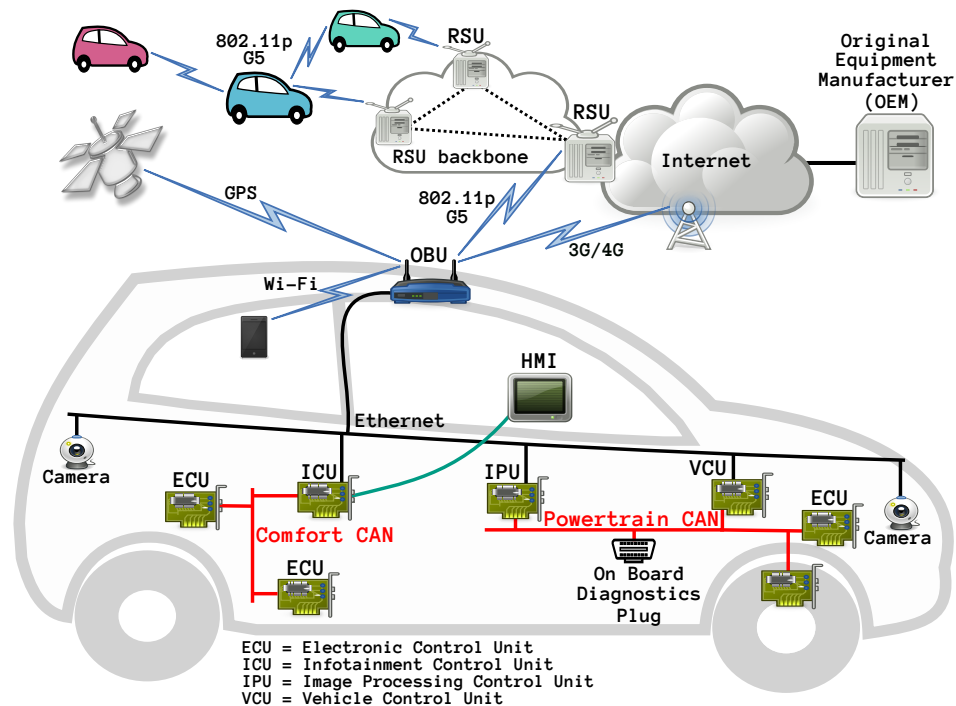 802.11p
G5
RSU
Original
Equipment
Manufacturer
(OEM)
RSU
RSU backbone
Internet
GPS
802.11p
G5
3G/4G
OBU
Wi-Fi
HMI
Ethernet
Camera
ECU
ICU
IPU
VCU
ECU
Comfort CAN
Powertrain CAN
Camera
ECU
On Board
Diagnostics
Plug
ECU = Electronic Control Unit
ICU = Infotainment Control Unit
IPU = Image Processing Control Unit
VCU = Vehicle Control Unit